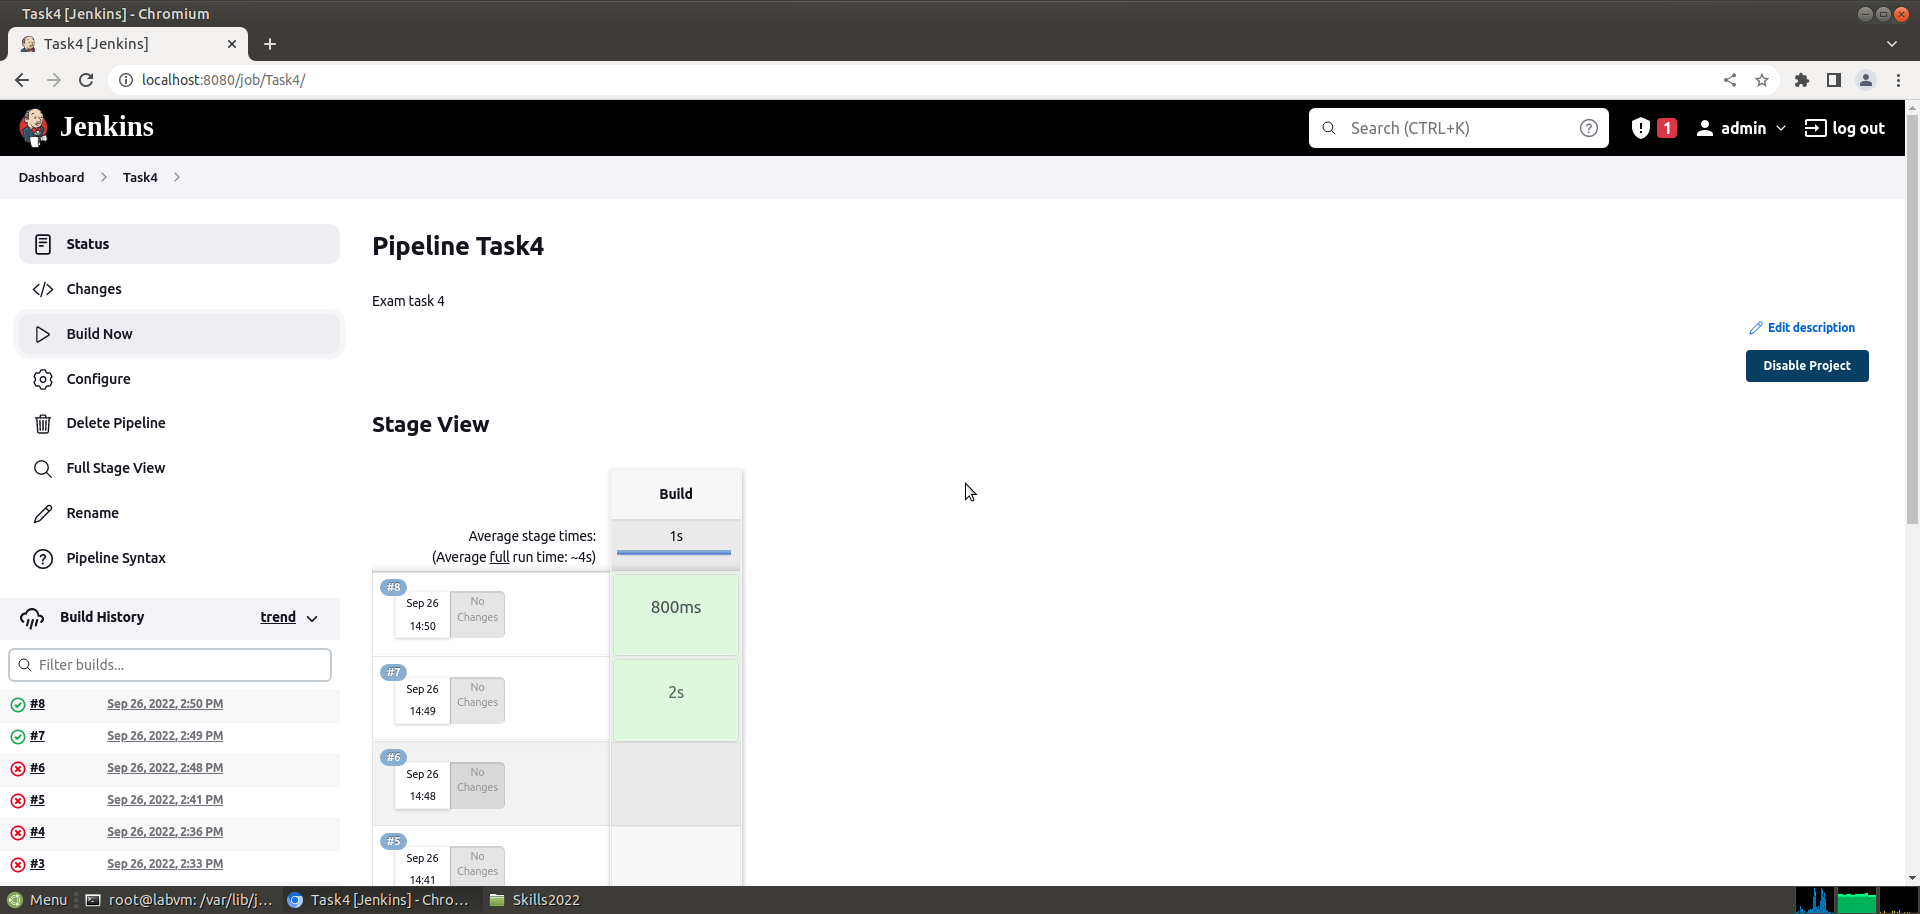 Task4 [Jenkins] - Chromium
Task4 [Jenkins]
localhost:8080/job/Task4/
Jenkins
Search (CTRL+K)
1
admin
log out
Dashboard
Task4
Status
Changes
Build Now
Configure
Delete Pipeline
Full Stage View
Rename
Pipeline Syntax
Build History
trend
Filter builds...
#8 Sep 26, 2022, 2:50 PM
#7 Sep 26, 2022, 2:49 PM
#6 Sep 26, 2022, 2:48 PM
#5 Sep 26, 2022, 2:41 PM
#4 Sep 26, 2022, 2:36 PM
#3 Sep 26, 2022, 2:33 PM
Pipeline Task4
Exam task 4
Edit description
Disable Project
Stage View
Build
Average stage times: 1s
(Average full run time: ~4s)
#8
Sep 26
14:50
No
Changes
800ms
#7
Sep 26
14:49
No
Changes
2s
#6
Sep 26
14:48
No
Changes
#5
Sep 26
14:41
No
Changes
Menu
root@labvm: /var/lib/j...
Task4 [Jenkins] - Chro...
Skills2022